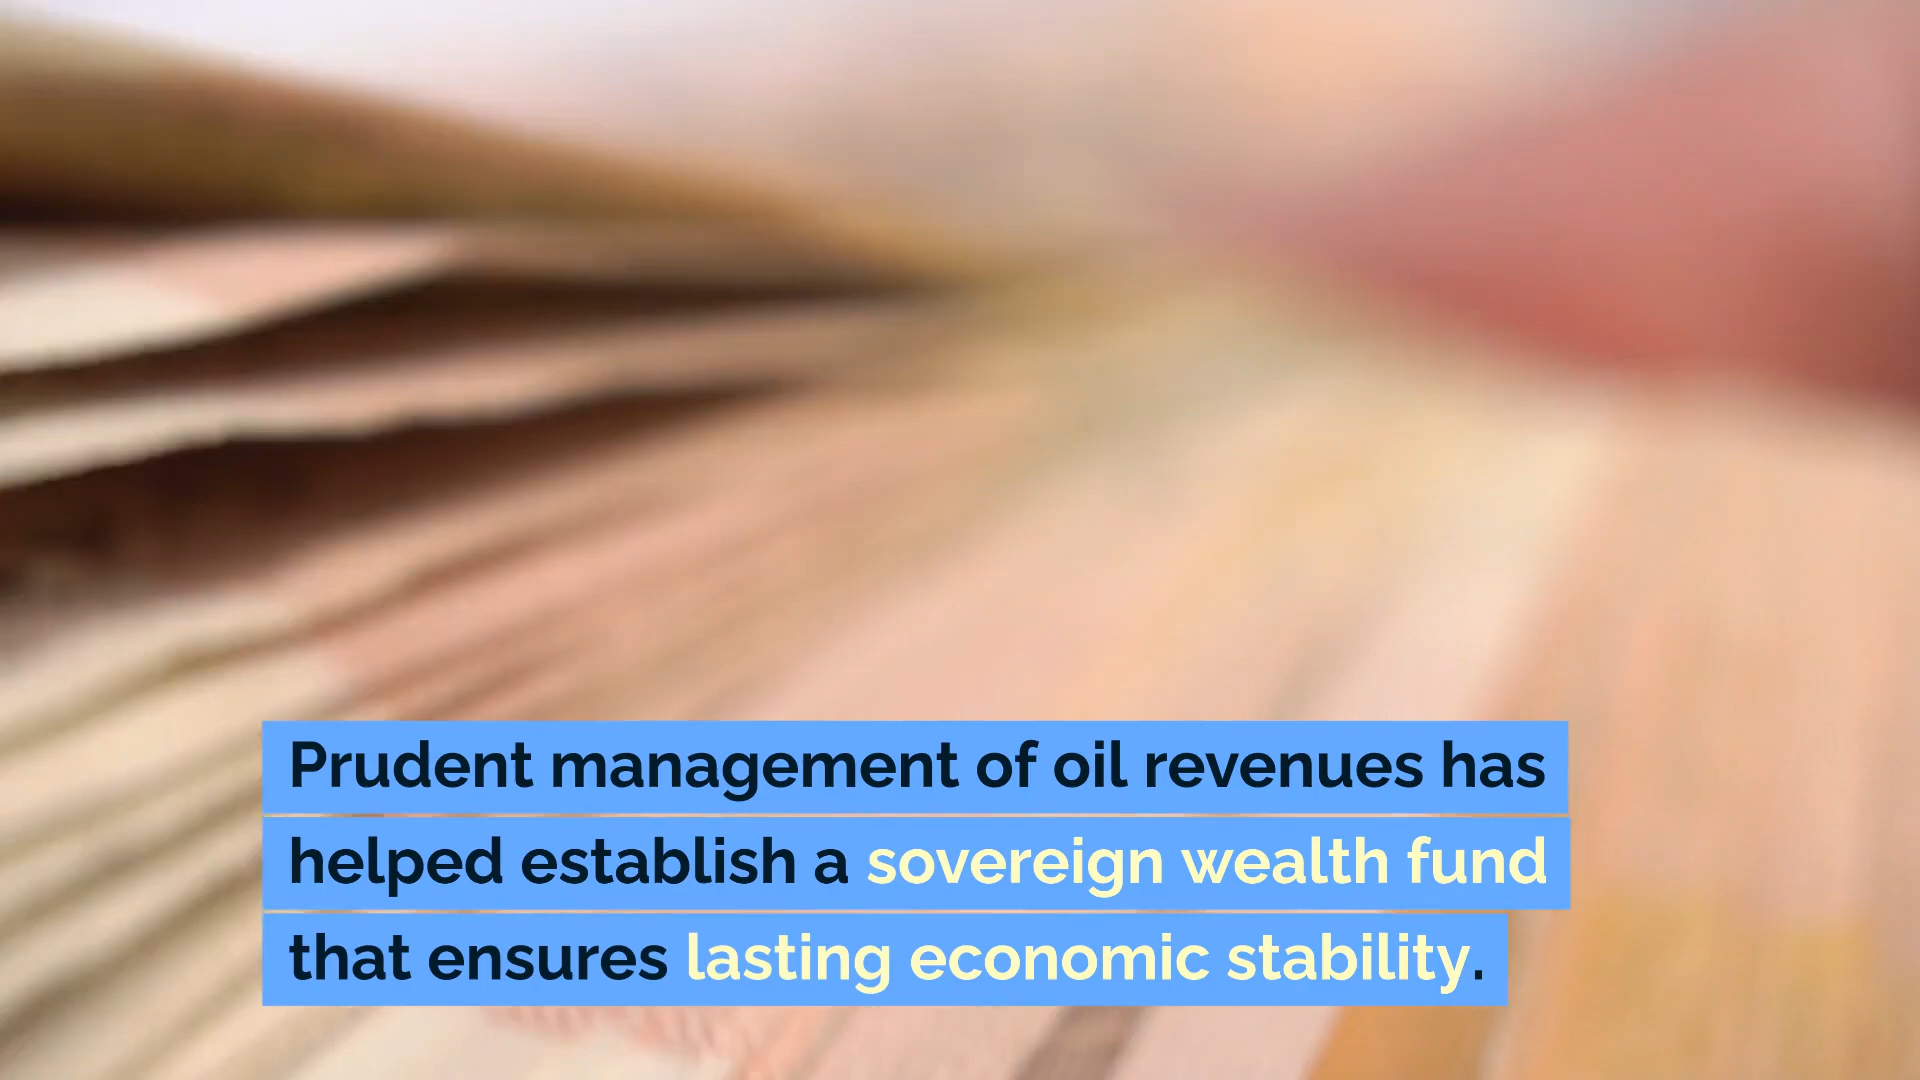 Prudent management of oil revenues has
helped establish a sovereign wealth fund
that ensures lasting economic stability.